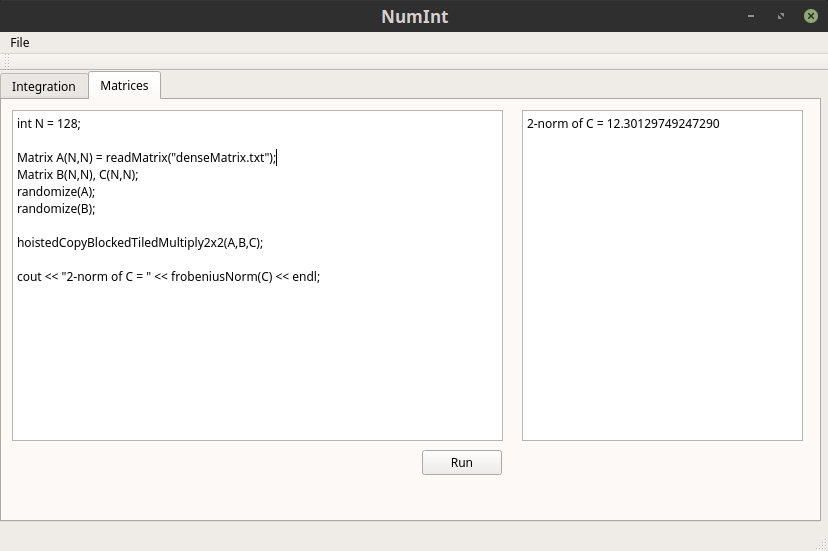 NumInt
File
Integration
Matrices
int N = 128;
Matrix A(N,N) = readMatrix("denseMatrix.txt");
Matrix B(N,N), C(N,N);
randomize(A);
randomize(B);
hoistedCopyBlockedTiledMultiply2x2(A,B,C);
cout << "2-norm of C = " << frobeniusNorm(C) << endl;
2-norm of C = 12.30129749247290
Run